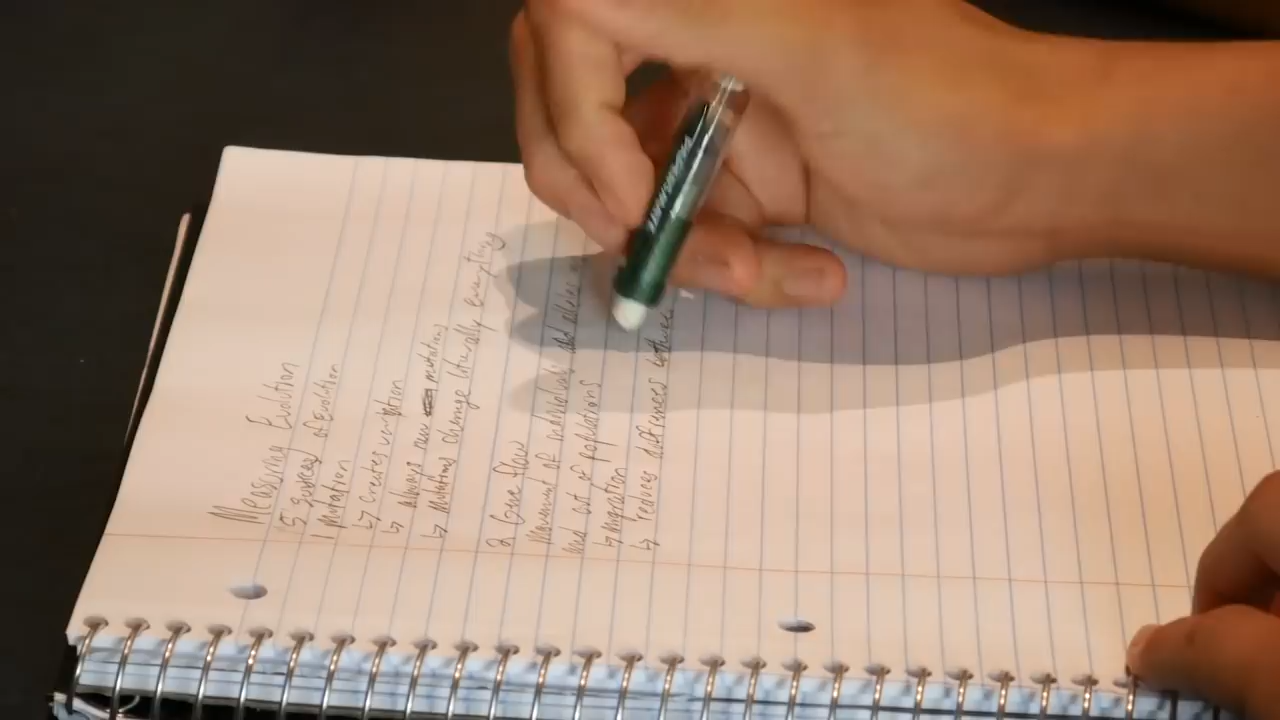 Measuring Evolution
5 sources of Evolution
1 Mutation
↳ Creates variation
↳ Always new mutations
↳ Mutations change literally everything
2 Gene flow
Movement of individuals and alleles
and out of populations
↳ Migration
↳ reduces differences between